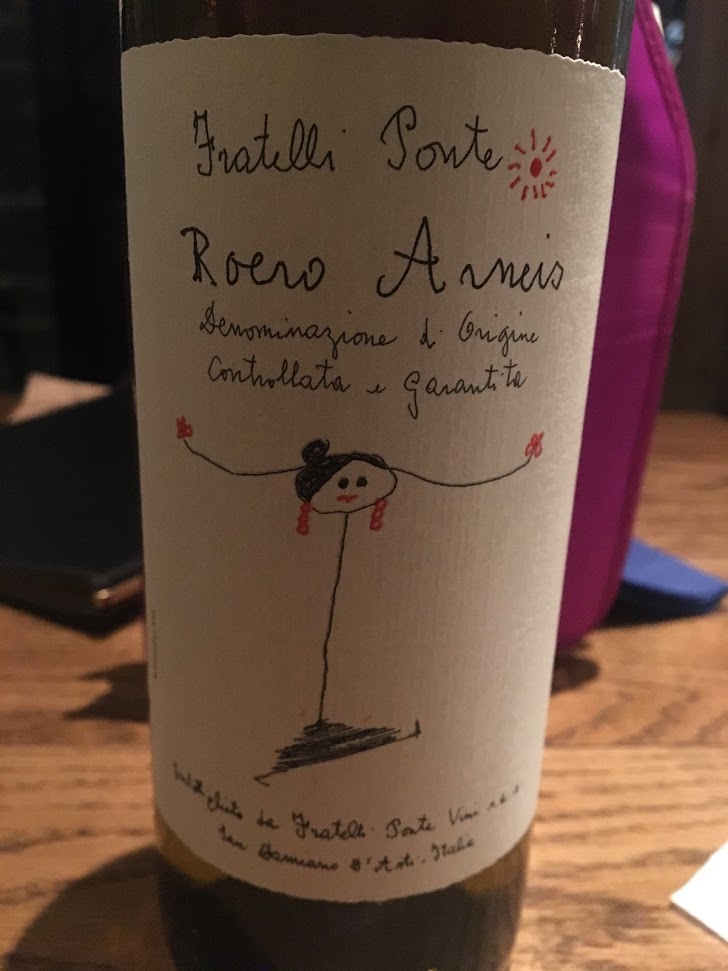 Fratelli Ponte
Roero Arneis
Denominazione di Origine
Controllata e Garantita
Imbottigliato da Fratelli Ponte Vini s.s.
San Damiano D'Asti - Italia